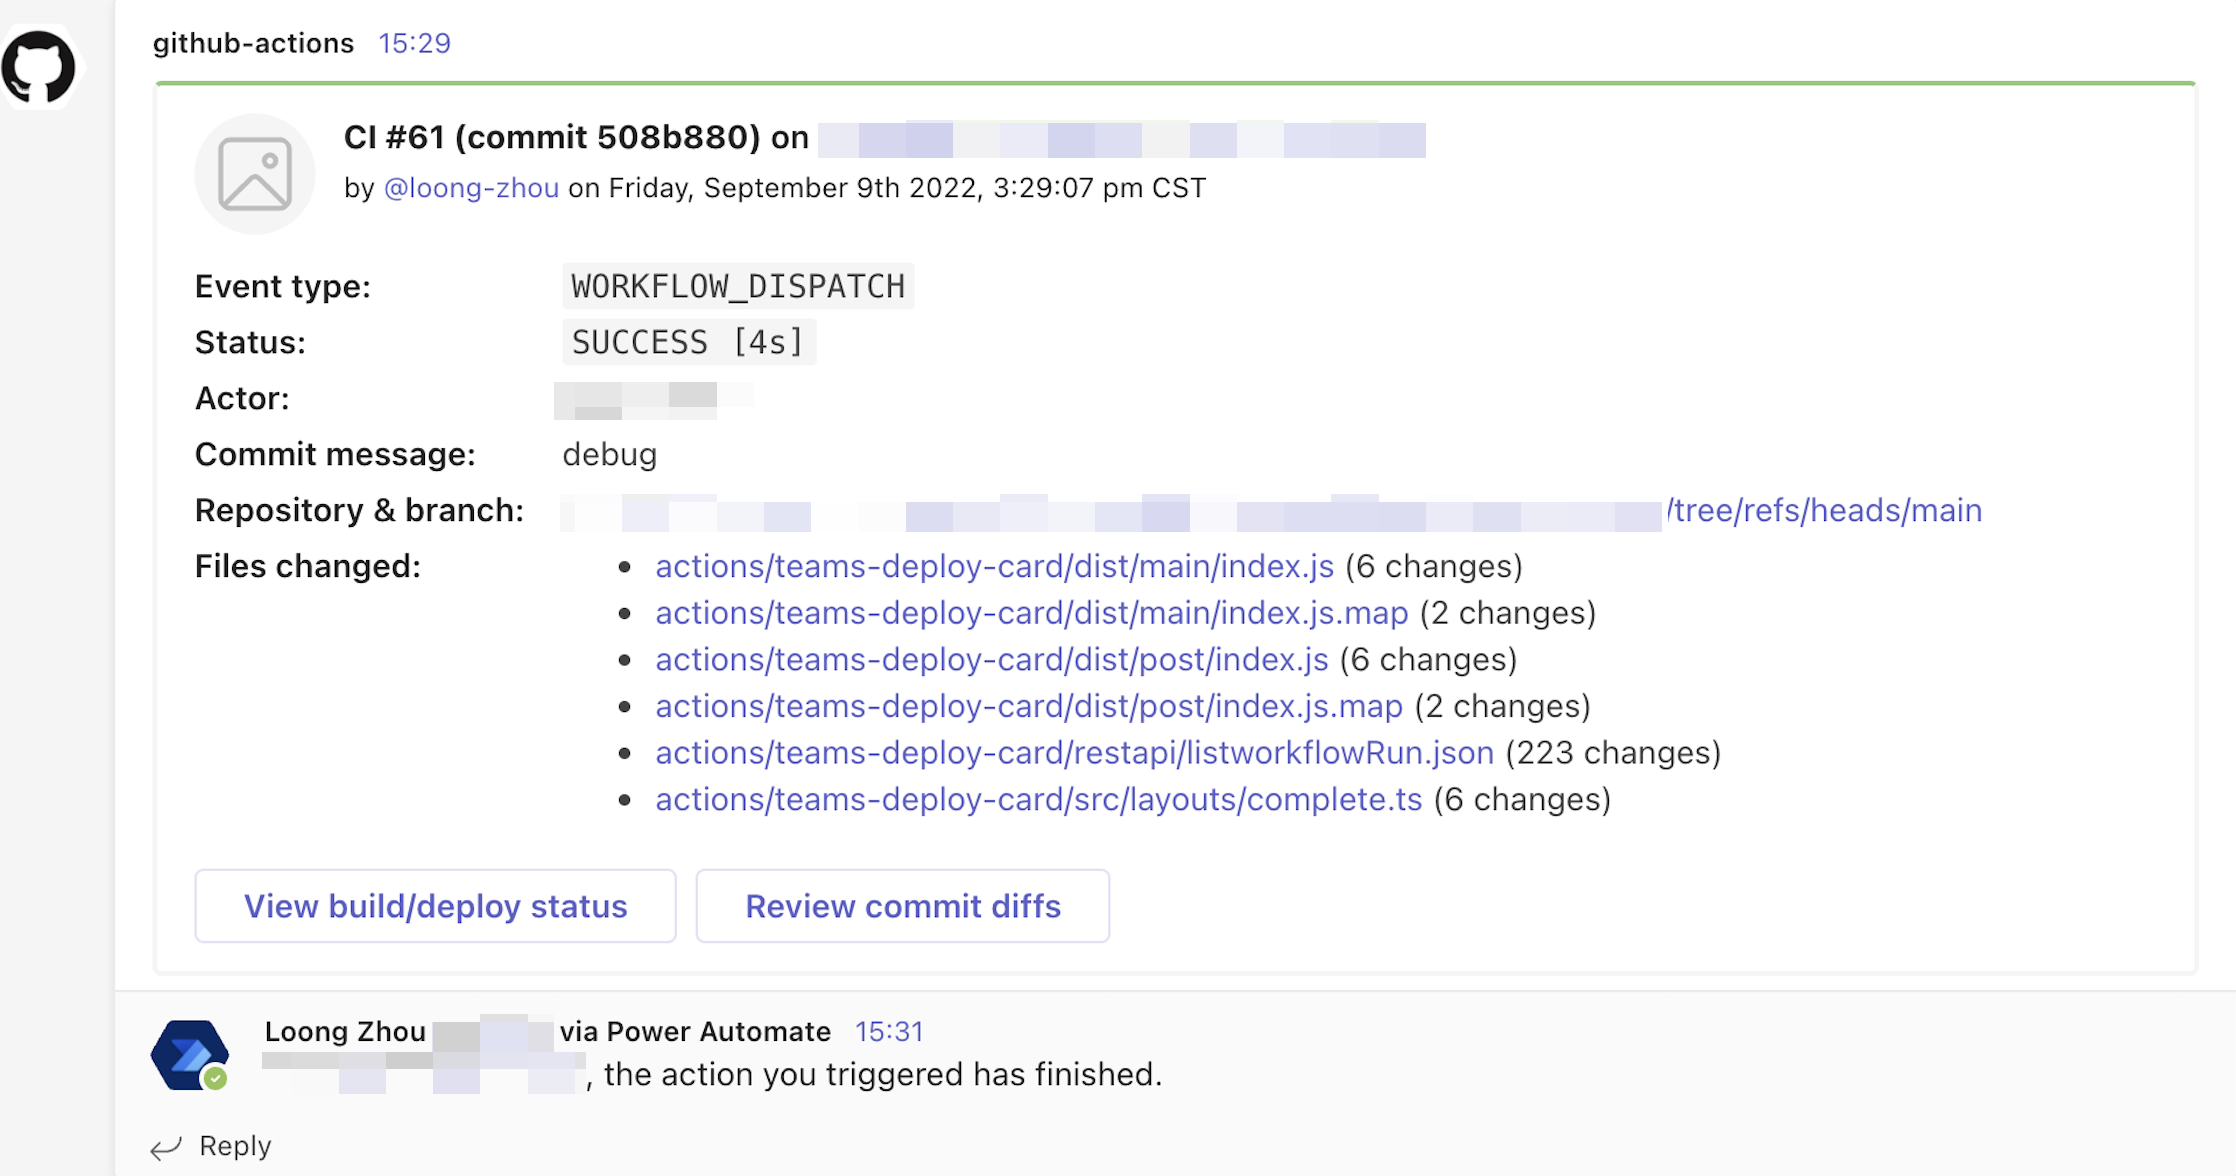 github-actions 15:29
CI #61 (commit 508b880) on
by @loong-zhou on Friday, September 9th 2022, 3:29:07 pm CST
Event type: WORKFLOW_DISPATCH
Status: SUCCESS [4s]
Actor:
Commit message: debug
Repository & branch: /tree/refs/heads/main
Files changed: • actions/teams-deploy-card/dist/main/index.js (6 changes)
• actions/teams-deploy-card/dist/main/index.js.map (2 changes)
• actions/teams-deploy-card/dist/post/index.js (6 changes)
• actions/teams-deploy-card/dist/post/index.js.map (2 changes)
• actions/teams-deploy-card/restapi/listworkflowRun.json (223 changes)
• actions/teams-deploy-card/src/layouts/complete.ts (6 changes)
View build/deploy status Review commit diffs
Loong Zhou via Power Automate 15:31
, the action you triggered has finished.
Reply